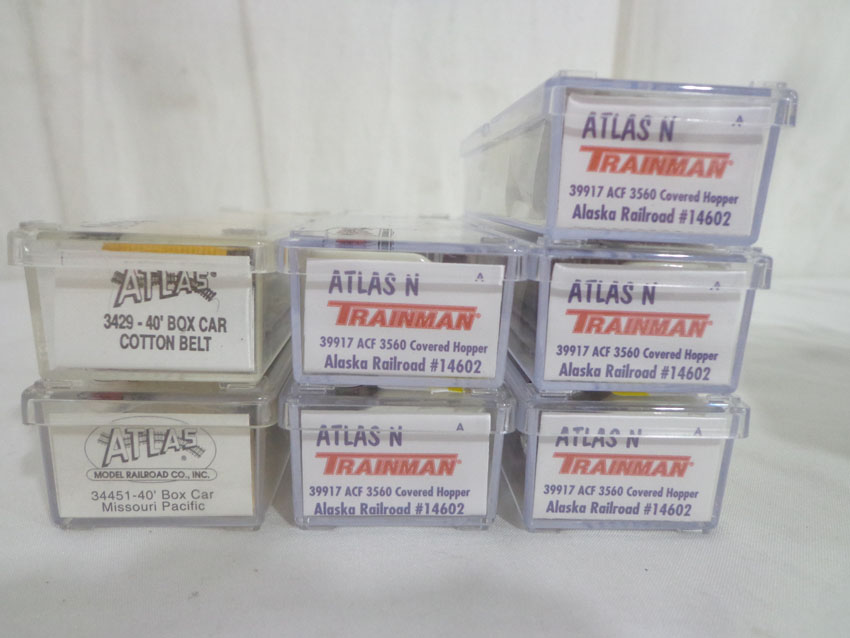 ATLAS N
A
TRAINMAN
39917 ACF 3560 Covered Hopper
Alaska Railroad #14602
ATLAS
3429 - 40' BOX CAR
COTTON BELT
ATLAS N
A
TRAINMAN
39917 ACF 3560 Covered Hopper
Alaska Railroad #14602
ATLAS N
A
TRAINMAN
39917 ACF 3560 Covered Hopper
Alaska Railroad #14602
ATLAS
MODEL RAILROAD CO., INC.
34451-40' Box Car
Missouri Pacific
ATLAS N
A
TRAINMAN
39917 ACF 3560 Covered Hopper
Alaska Railroad #14602
ATLAS N
A
TRAINMAN
39917 ACF 3560 Covered Hopper
Alaska Railroad #14602